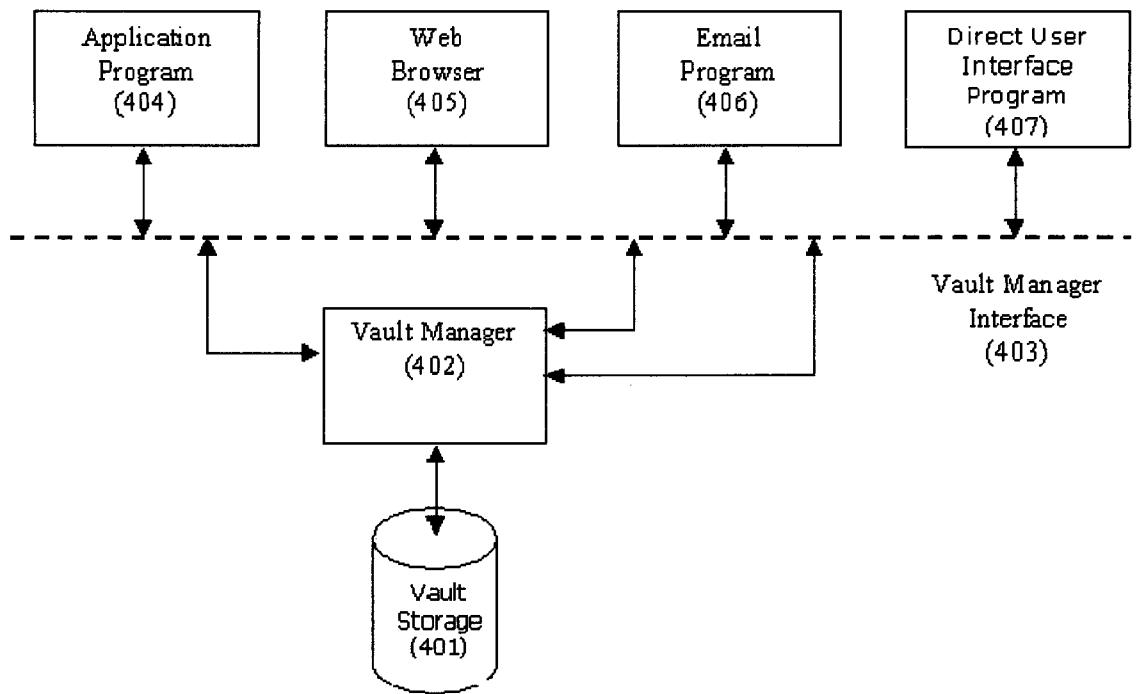 Application
Program
(404)
Web
Browser
(405)
Email
Program
(406)
Direct User
Interface
Program
(407)
Vault Manager
Interface
(403)
Vault Manager
(402)
Vault
Storage
(401)